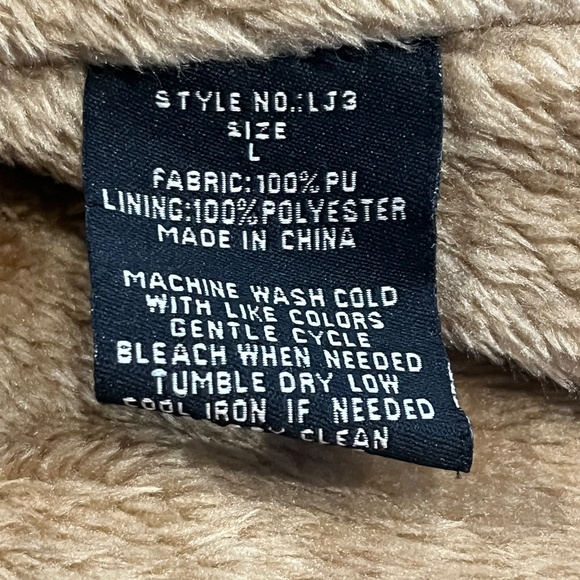 STYLE NO.:LJ3
SIZE
L
FABRIC:100% PU
LINING:100%POLYESTER
MADE IN CHINA
MACHINE WASH COLD
WITH LIKE COLORS
GENTLE CYCLE
BLEACH WHEN NEEDED
TUMBLE DRY LOW
COOL IRON IF NEEDED
CLEAN